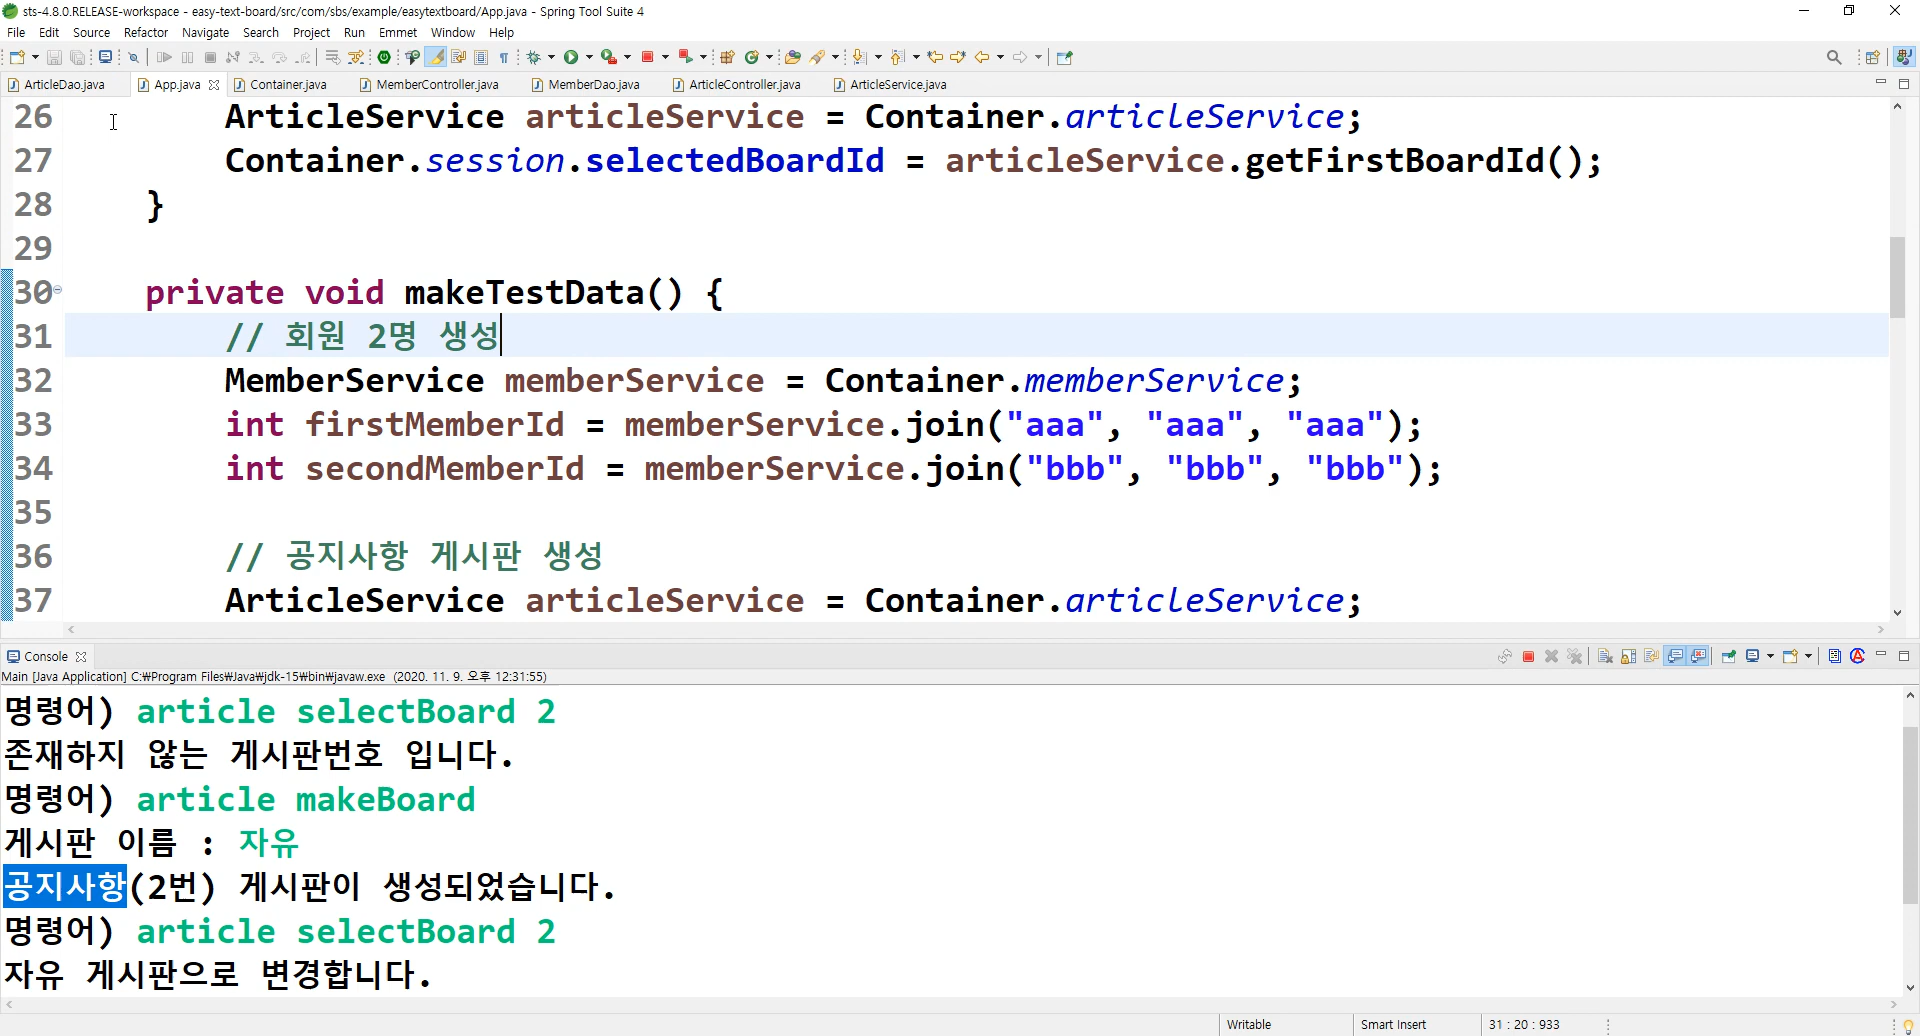 sts-4.8.0.RELEASE-workspace - easy-text-board/src/com/sbs/example/easytextboard/App.java - Spring Tool Suite 4
File Edit Source Refactor Navigate Search Project Run Emmet Window Help
ArticleDao.java App.java Container.java MemberController.java MemberDao.java ArticleController.java ArticleService.java
26 ArticleService articleService = Container.articleService;
27 Container.session.selectedBoardId = articleService.getFirstBoardId();
28 }
29
30 private void makeTestData() {
31 // 회원 2명 생성
32 MemberService memberService = Container.memberService;
33 int firstMemberId = memberService.join("aaa", "aaa", "aaa");
34 int secondMemberId = memberService.join("bbb", "bbb", "bbb");
35
36 // 공지사항 게시판 생성
37 ArticleService articleService = Container.articleService;
Console
Main [Java Application] C:₩Program Files₩Java₩jdk-15₩bin₩javaw.exe (2020. 11. 9. 오후 12:31:55)
명령어) article selectBoard 2
존재하지 않는 게시판번호 입니다.
명령어) article makeBoard
게시판 이름 : 자유
공지사항(2번) 게시판이 생성되었습니다.
명령어) article selectBoard 2
자유 게시판으로 변경합니다.
Writable Smart Insert 31 : 20 : 933